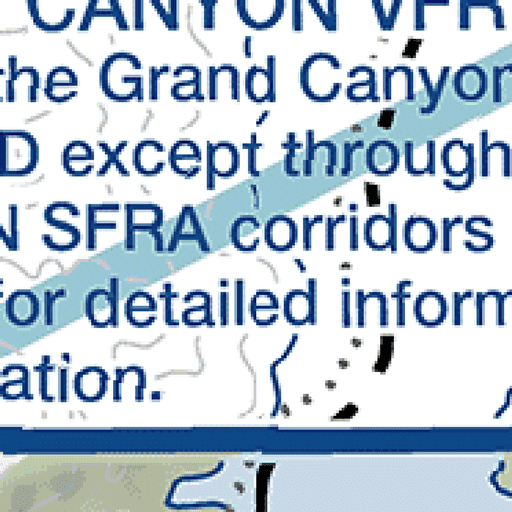 CANYON VFR
the Grand Canyon
D except through
N SFRA corridors
for detailed inform
ation.